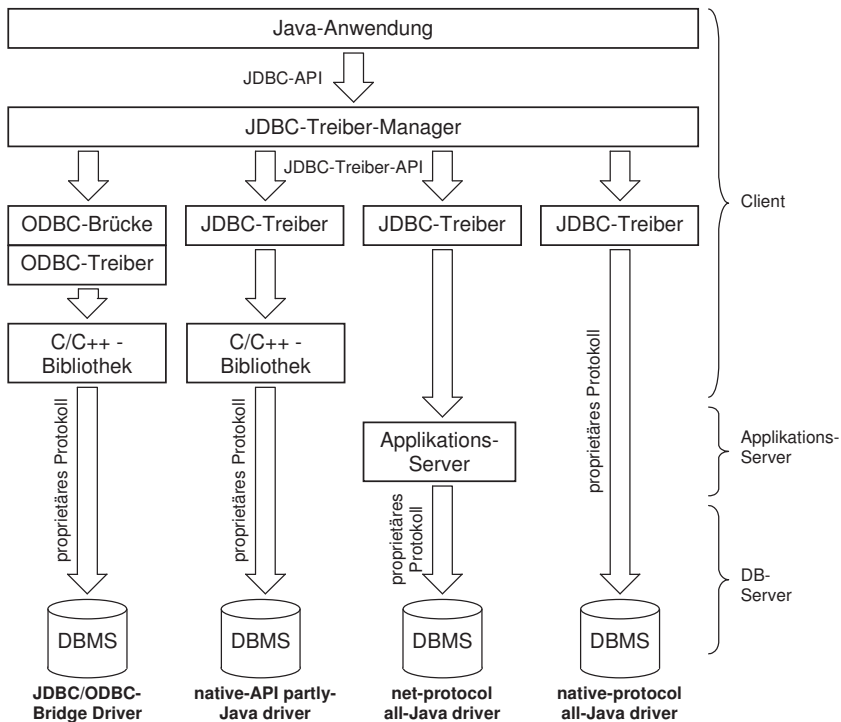 Java-Anwendung
JDBC-API
JDBC-Treiber-Manager
JDBC-Treiber-API
Client
ODBC-Brücke
JDBC-Treiber
JDBC-Treiber
JDBC-Treiber
ODBC-Treiber
C/C++ -
Bibliothek
C/C++ -
Bibliothek
proprietäres Protokoll
proprietäres Protokoll
Applikations-
Server
proprietäres Protokoll
Applikations-
Server
proprietäres
Protokoll
DB-
Server
DBMS
DBMS
DBMS
DBMS
JDBC/ODBC-
Bridge Driver
native-API partly-
Java driver
net-protocol
all-Java driver
native-protocol
all-Java driver